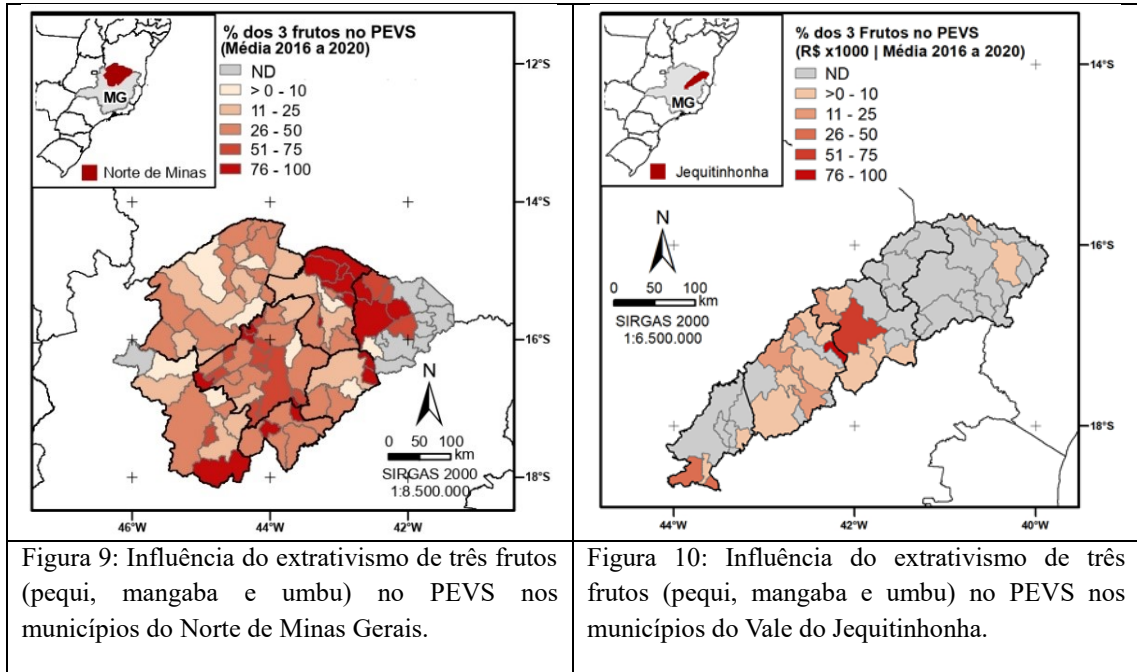 % dos 3 frutos no PEVS
(Média 2016 a 2020)
ND
> 0 - 10
11 - 25
26 - 50
51 - 75
76 - 100
MG
Norte de Minas
12°S
14°S
16°S
18°S
N
0 50 100
km
SIRGAS 2000
1:8.500.000
46°W
44°W
42°W
% dos 3 Frutos no PEVS
(R$ x1000 | Média 2016 a 2020)
ND
>0 - 10
11 - 25
26 - 50
51 - 75
76 - 100
MG
Jequitinhonha
14°S
16°S
18°S
N
0 50 100
km
SIRGAS 2000
1:6.500.000
44°W
42°W
40°W
Figura 9: Influência do extrativismo de três frutos
(pequi, mangaba e umbu) no PEVS nos
municípios do Norte de Minas Gerais.
Figura 10: Influência do extrativismo de três
frutos (pequi, mangaba e umbu) no PEVS nos
municípios do Vale do Jequitinhonha.